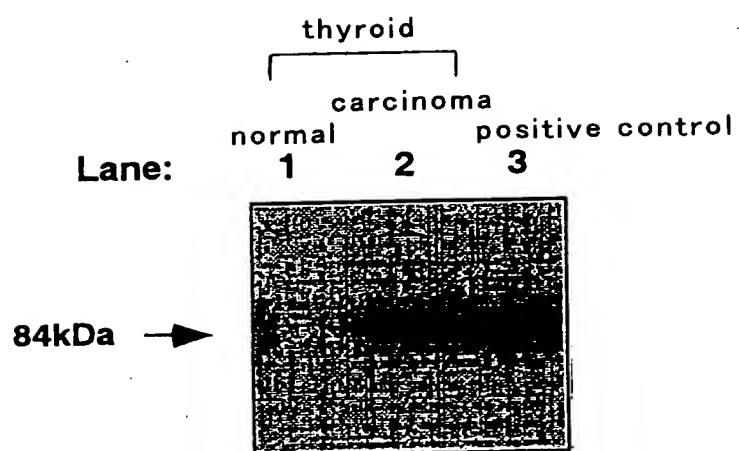 thyroid
carcinoma
normal positive control
Lane: 1 2 3
84kDa